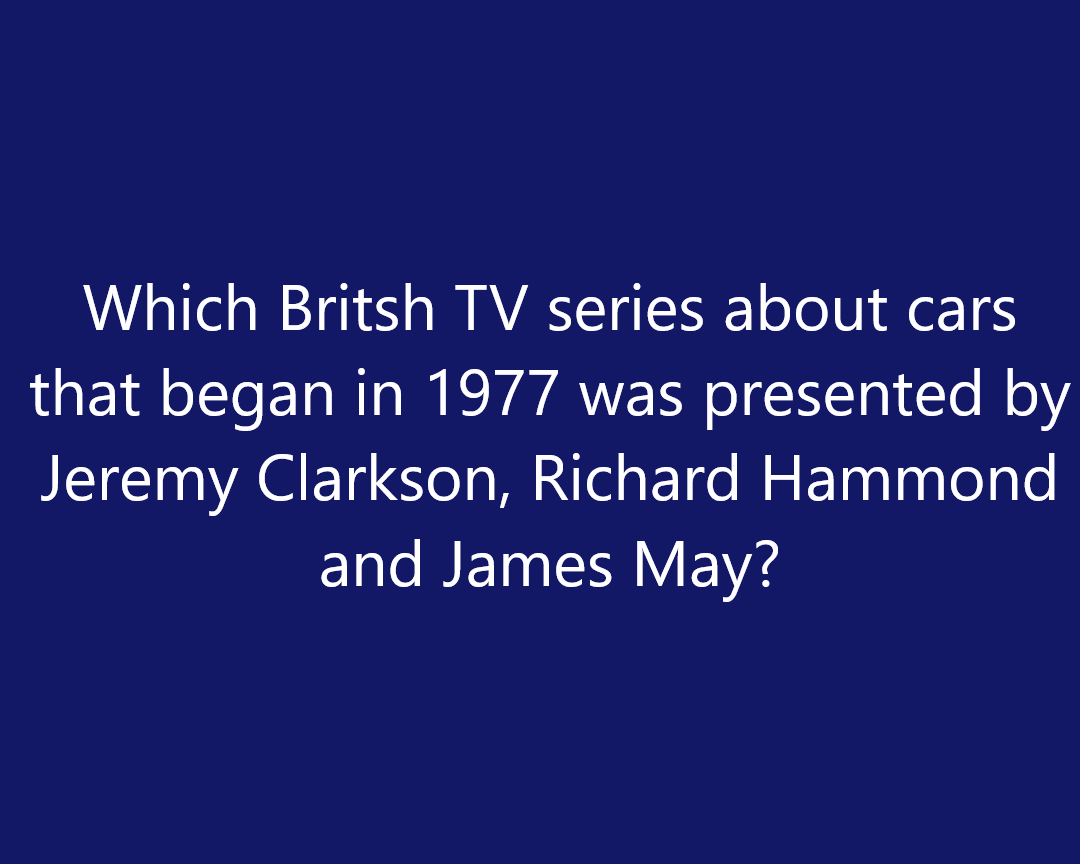 Which Britsh TV series about cars
that began in 1977 was presented by
Jeremy Clarkson, Richard Hammond
and James May?